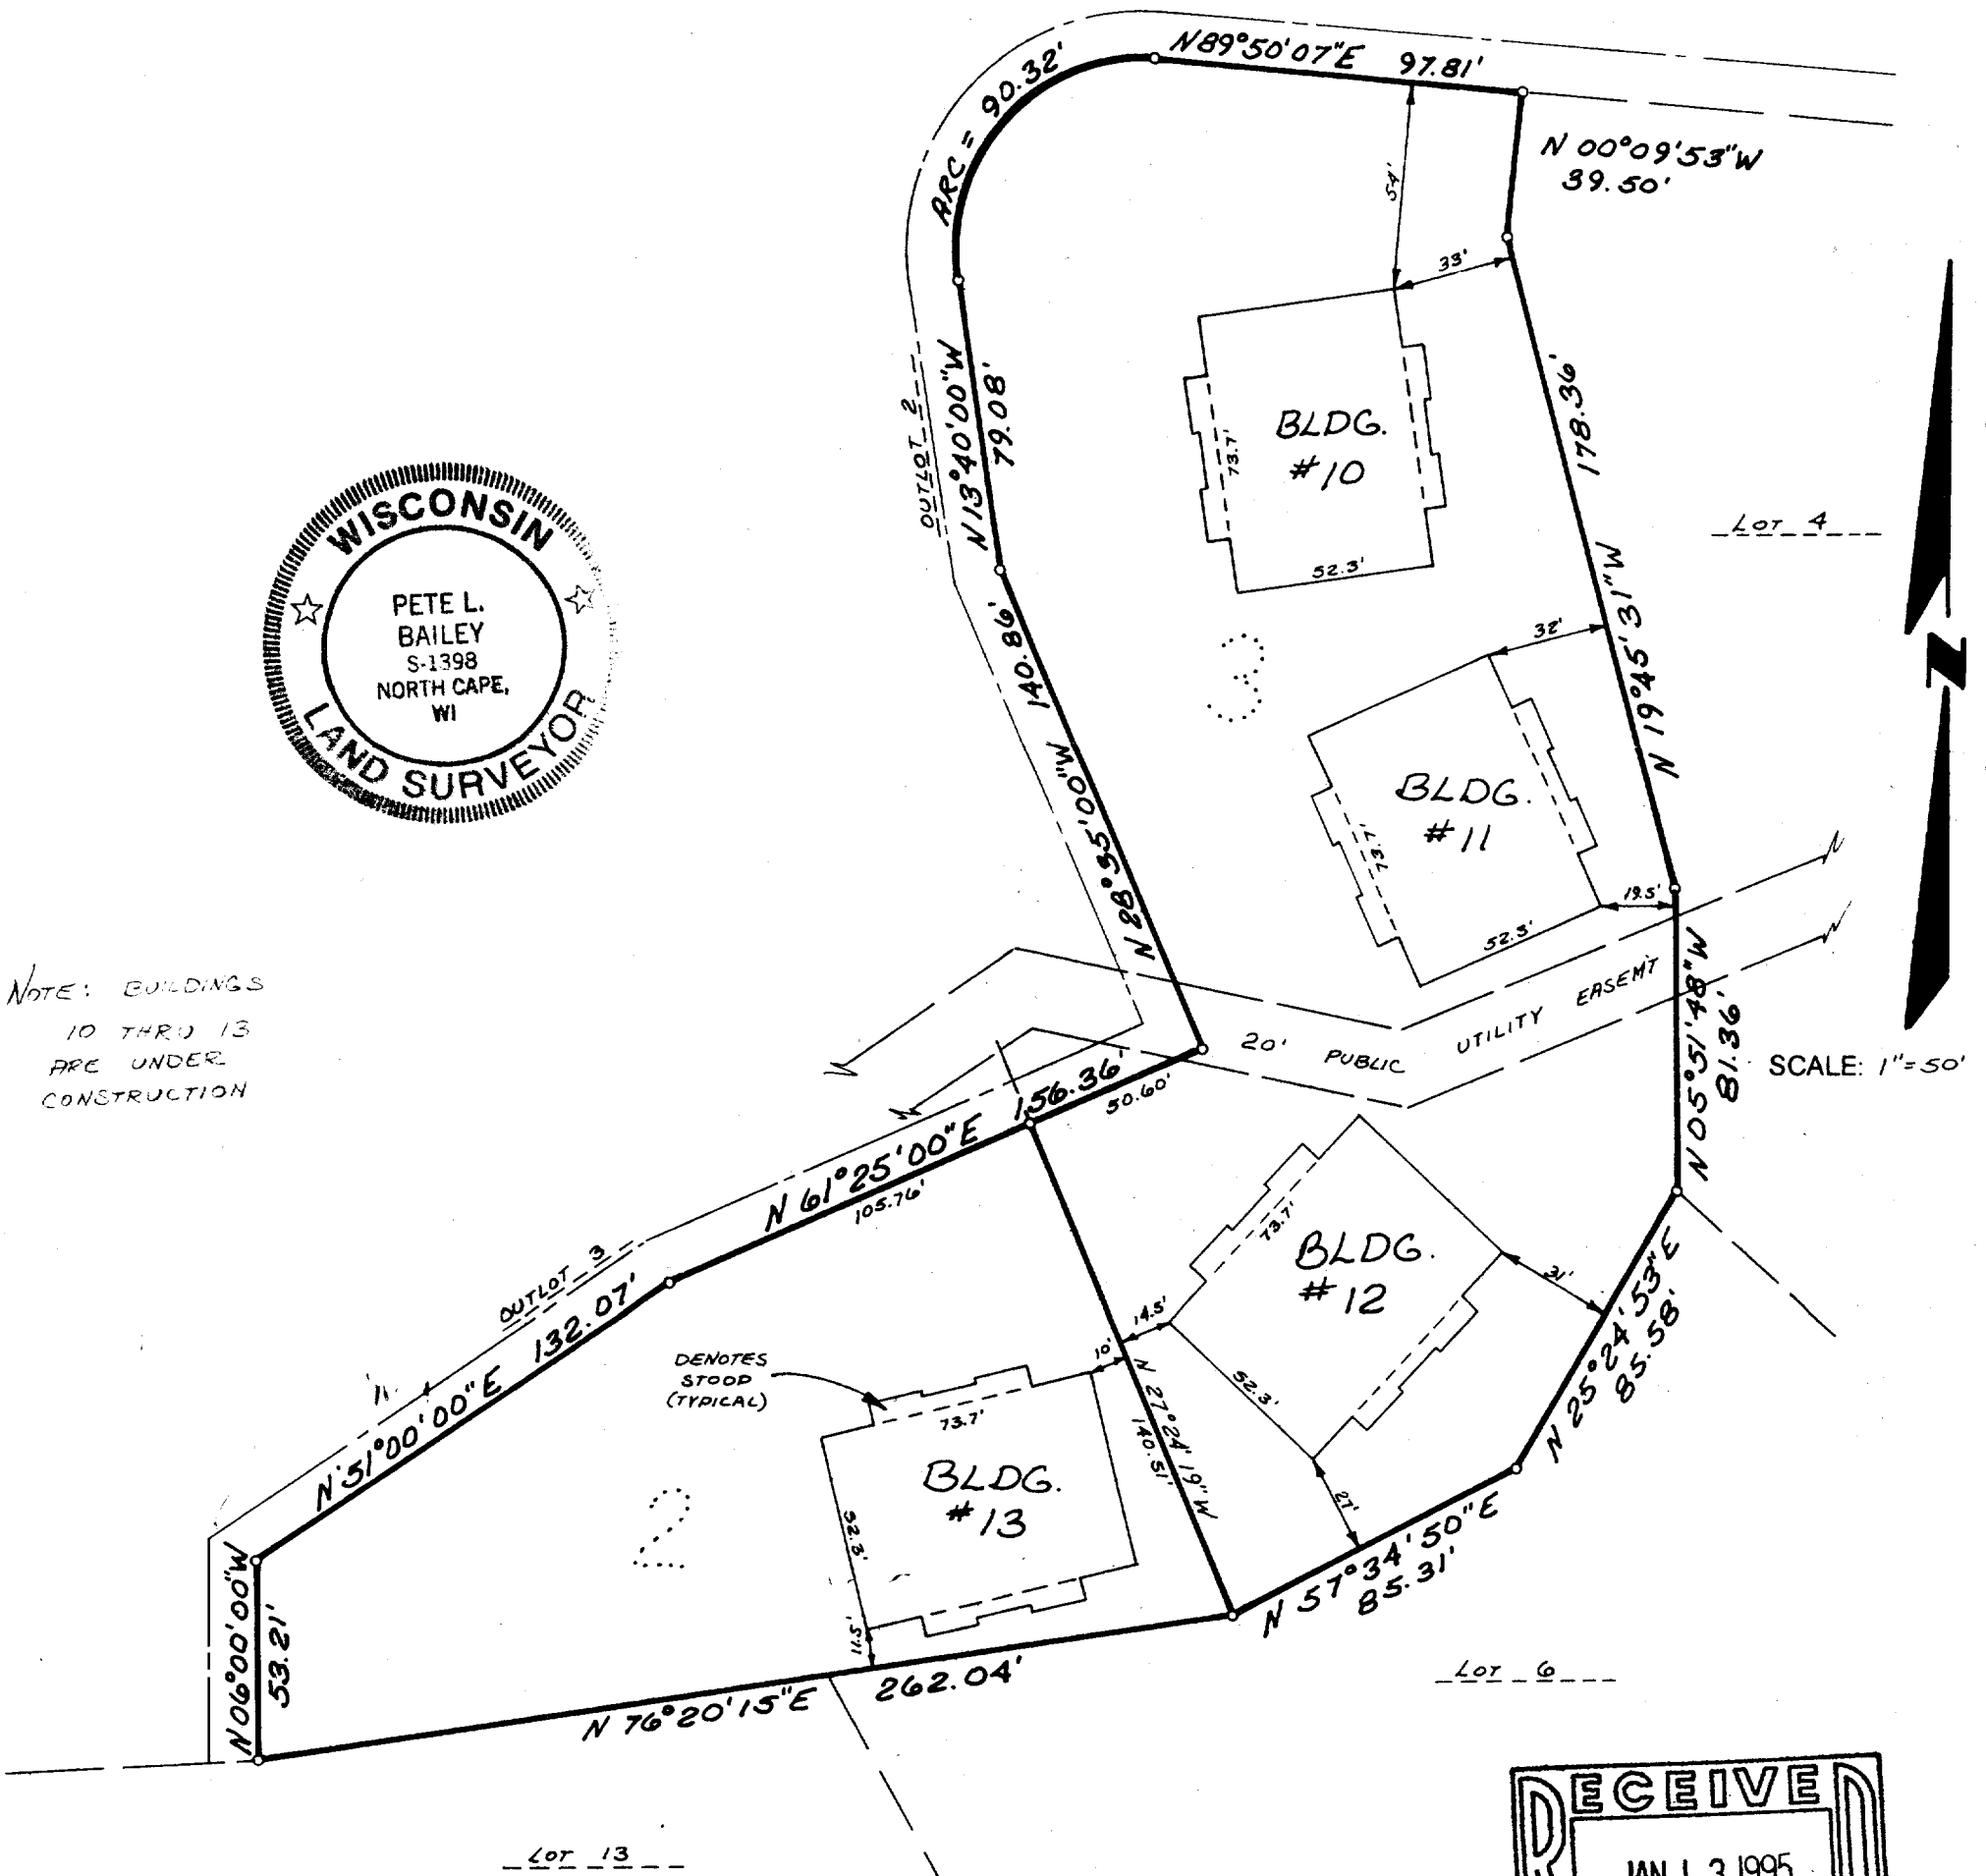 N89°50'07"E 97.81'
ARC = 90.32'
N 00°09'53"W
39.50'
54'
33'
OUTLOT 2
N13°40'00"W
79.08'
BLDG.
#10
73.7'
52.3'
178.36'
N 19°45'31"W
LOT 4
WISCONSIN
PETE L.
BAILEY
S-1398
NORTH CAPE,
WI
LAND SURVEYOR
140.86'
N 28°35'00"W
3
32'
BLDG.
#11
73.7'
52.3'
19.5'
N
NOTE: BUILDINGS
10 THRU 13
ARE UNDER
CONSTRUCTION
20' PUBLIC UTILITY EASEM'T
N05°51'48"W
81.36'
SCALE: 1"=50'
N 61°25'00"E 156.36'
50.60'
105.76'
OUTLOT 3
N 51°00'00"E 132.07'
BLDG.
#12
73.7'
52.3'
14.5'
31'
10'
27'
N 25°24'53"E
85.58'
DENOTES
STOOP
(TYPICAL)
73.7'
BLDG.
#13
52.3'
11.5'
2
N 27°24'19"W
140.51'
N 57°34'50"E
85.31'
N06°00'00"W
53.21'
N 76°20'15"E 262.04'
LOT 6
LOT 13
RECEIVED
JAN 13 1995